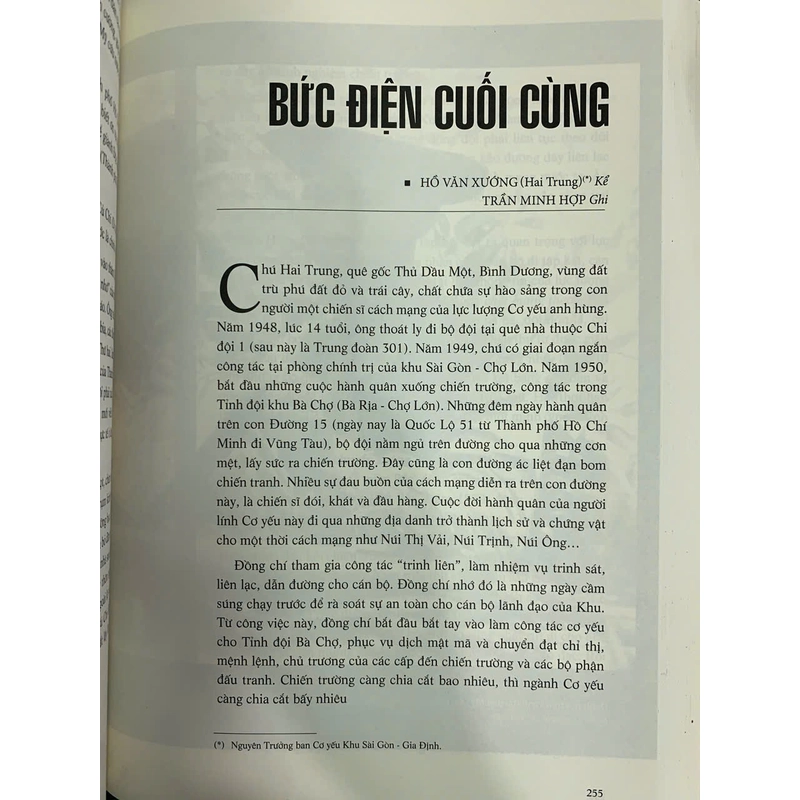 BỨC ĐIỆN CUỐI CÙNG
▪ HỒ VĂN XƯỚNG (Hai Trung)(*) Kể
TRẦN MINH HỢP Ghi
Chú Hai Trung, quê gốc Thủ Dầu Một, Bình Dương, vùng đất
trù phú đất đỏ và trái cây, chất chứa sự hào sảng trong con
người một chiến sĩ cách mạng của lực lượng Cơ yếu anh hùng.
Năm 1948, lúc 14 tuổi, ông thoát ly đi bộ đội tại quê nhà thuộc Chi
đội 1 (sau này là Trung đoàn 301). Năm 1949, chú có giai đoạn ngắn
công tác tại phòng chính trị của khu Sài Gòn - Chợ Lớn. Năm 1950,
bắt đầu những cuộc hành quân xuống chiến trường, công tác trong
Tỉnh đội khu Bà Chợ (Bà Rịa - Chợ Lớn). Những đêm ngày hành quân
trên con Đường 15 (ngày nay là Quốc Lộ 51 từ Thành phố Hồ Chí
Minh đi Vũng Tàu), bộ đội nằm ngủ trên đường cho qua những cơn
mệt, lấy sức ra chiến trường. Đây cũng là con đường ác liệt đạn bom
chiến tranh. Nhiều sự đau buồn của cách mạng diễn ra trên con đường
này, là chiến sĩ đói, khát và đầu hàng. Cuộc đời hành quân của người
lính Cơ yếu này đi qua những địa danh trở thành lịch sử và chứng vật
cho một thời cách mạng như Núi Thị Vải, Núi Trịnh, Núi Ông...
Đồng chí tham gia công tác “trinh liên”, làm nhiệm vụ trinh sát,
liên lạc, dẫn đường cho cán bộ. Đồng chí nhớ đó là những ngày cầm
súng chạy trước để rà soát sự an toàn cho cán bộ lãnh đạo của Khu.
Từ công việc này, đồng chí bắt đầu bắt tay vào làm công tác cơ yếu
cho Tỉnh đội Bà Chợ, phục vụ dịch mật mã và chuyển đạt chỉ thị,
mệnh lệnh, chủ trương của các cấp đến chiến trường và các bộ phận
đấu tranh. Chiến trường càng chia cắt bao nhiêu, thì ngành Cơ yếu
càng chia cắt bấy nhiêu
(*) Nguyên Trưởng ban Cơ yếu Khu Sài Gòn - Gia Định.
255